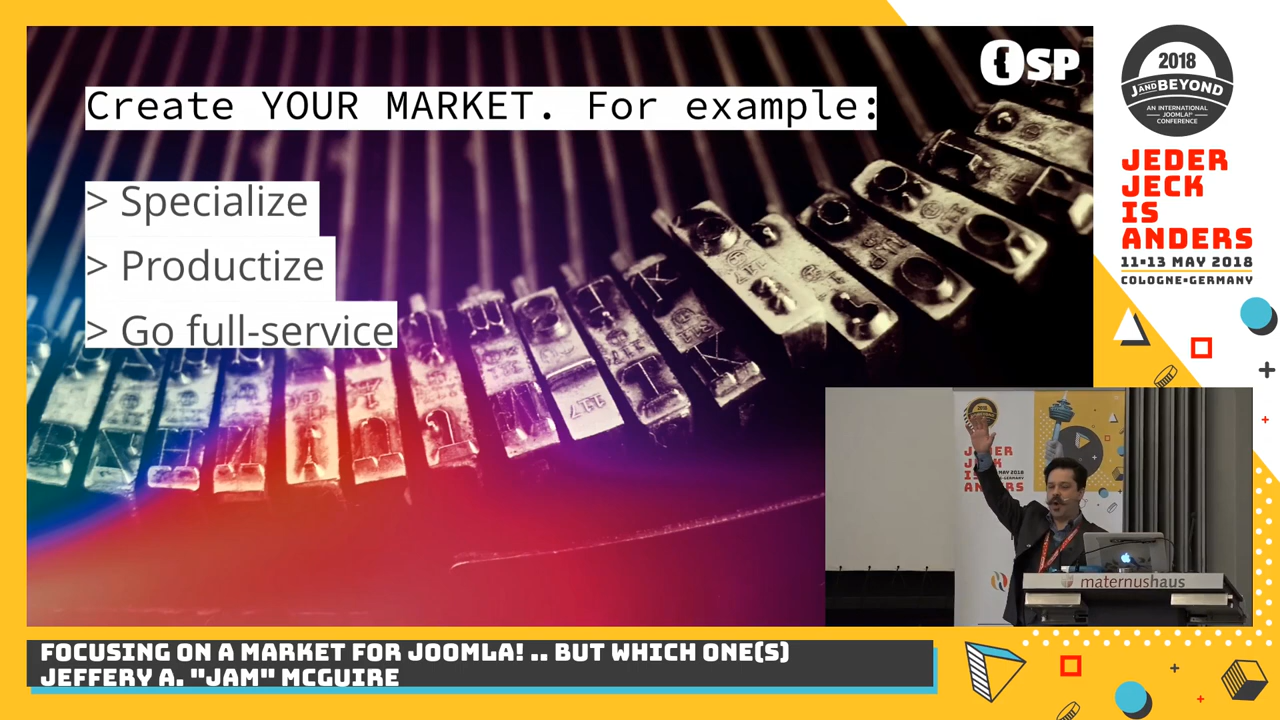 Create YOUR MARKET. For example:
> Specialize
> Productize
> Go full-service
OSP
2018
JANDBEYOND
AN INTERNATIONAL
JOOMLA!® CONFERENCE
JEDER
JECK
IS
ANDERS
11-13 MAY 2018
COLOGNE•GERMANY
maternushaus
FOCUSING ON A MARKET FOR JOOMLA! .. BUT WHICH ONE(S)
JEFFERY A. "JAM" MCGUIRE